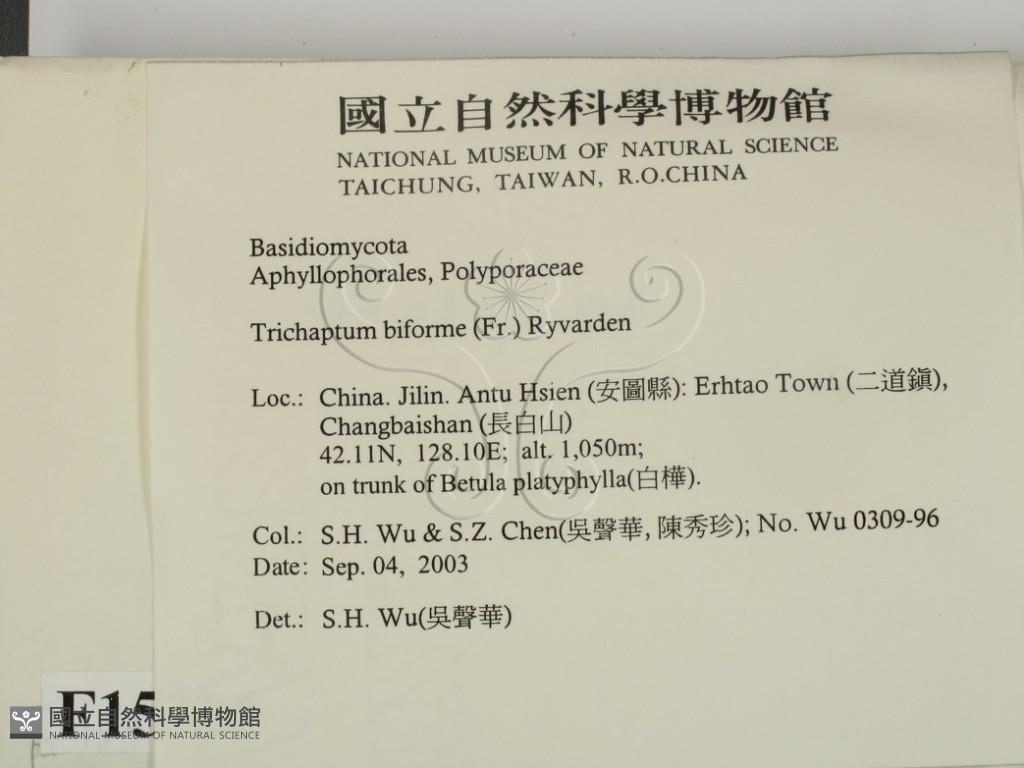 國立自然科學博物館
NATIONAL MUSEUM OF NATURAL SCIENCE
TAICHUNG, TAIWAN, R.O.CHINA
Basidiomycota
Aphyllophorales, Polyporaceae
Trichaptum biforme (Fr.) Ryvarden
Loc.: China. Jilin. Antu Hsien (安圖縣): Erhtao Town (二道鎮),
Changbaishan (長白山)
42.11N, 128.10E; alt. 1,050m;
on trunk of Betula platyphylla(白樺).
Col.: S.H. Wu & S.Z. Chen(吳聲華, 陳秀珍); No. Wu 0309-96
Date: Sep. 04, 2003
Det.: S.H. Wu(吳聲華)
F15
國立自然科學博物館
NATIONAL MUSEUM OF NATURAL SCIENCE